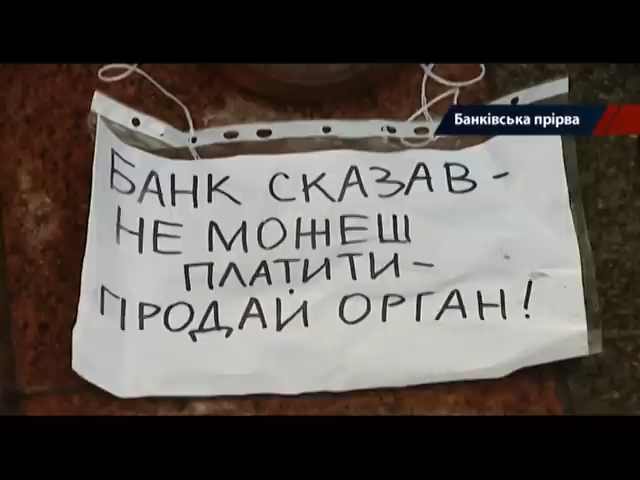 Банківська прірва
БАНК СКАЗАВ -
НЕ МОЖЕШ
ПЛАТИТИ -
ПРОДАЙ ОРГАН!